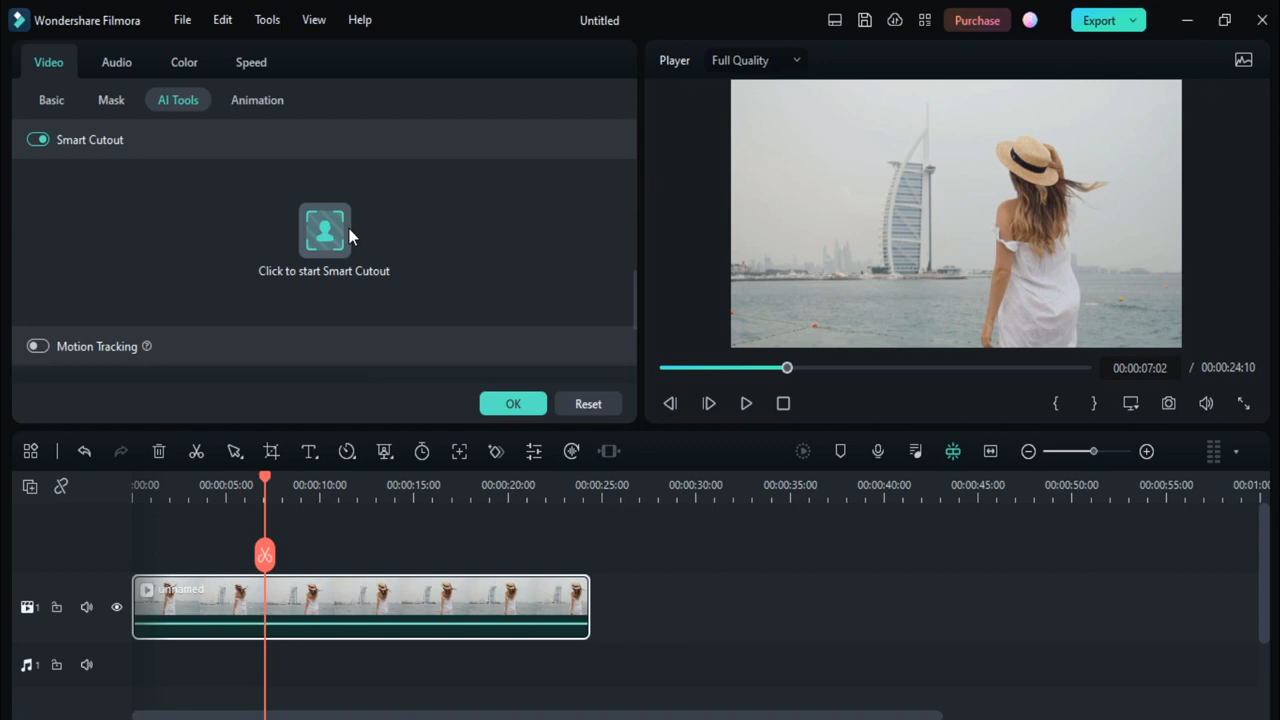 Wondershare Filmora File Edit Tools View Help Untitled Purchase Export
Video Audio Color Speed
Player Full Quality
Basic Mask AI Tools Animation
Smart Cutout
Click to start Smart Cutout
Motion Tracking
00:00:07:02 / 00:00:24:10
OK Reset
:00:00 00:00:05:00 00:00:10:00 00:00:15:00 00:00:20:00 00:00:25:00 00:00:30:00 00:00:35:00 00:00:40:00 00:00:45:00 00:00:50:00 00:00:55:00 00:01:0
unnamed
1
1